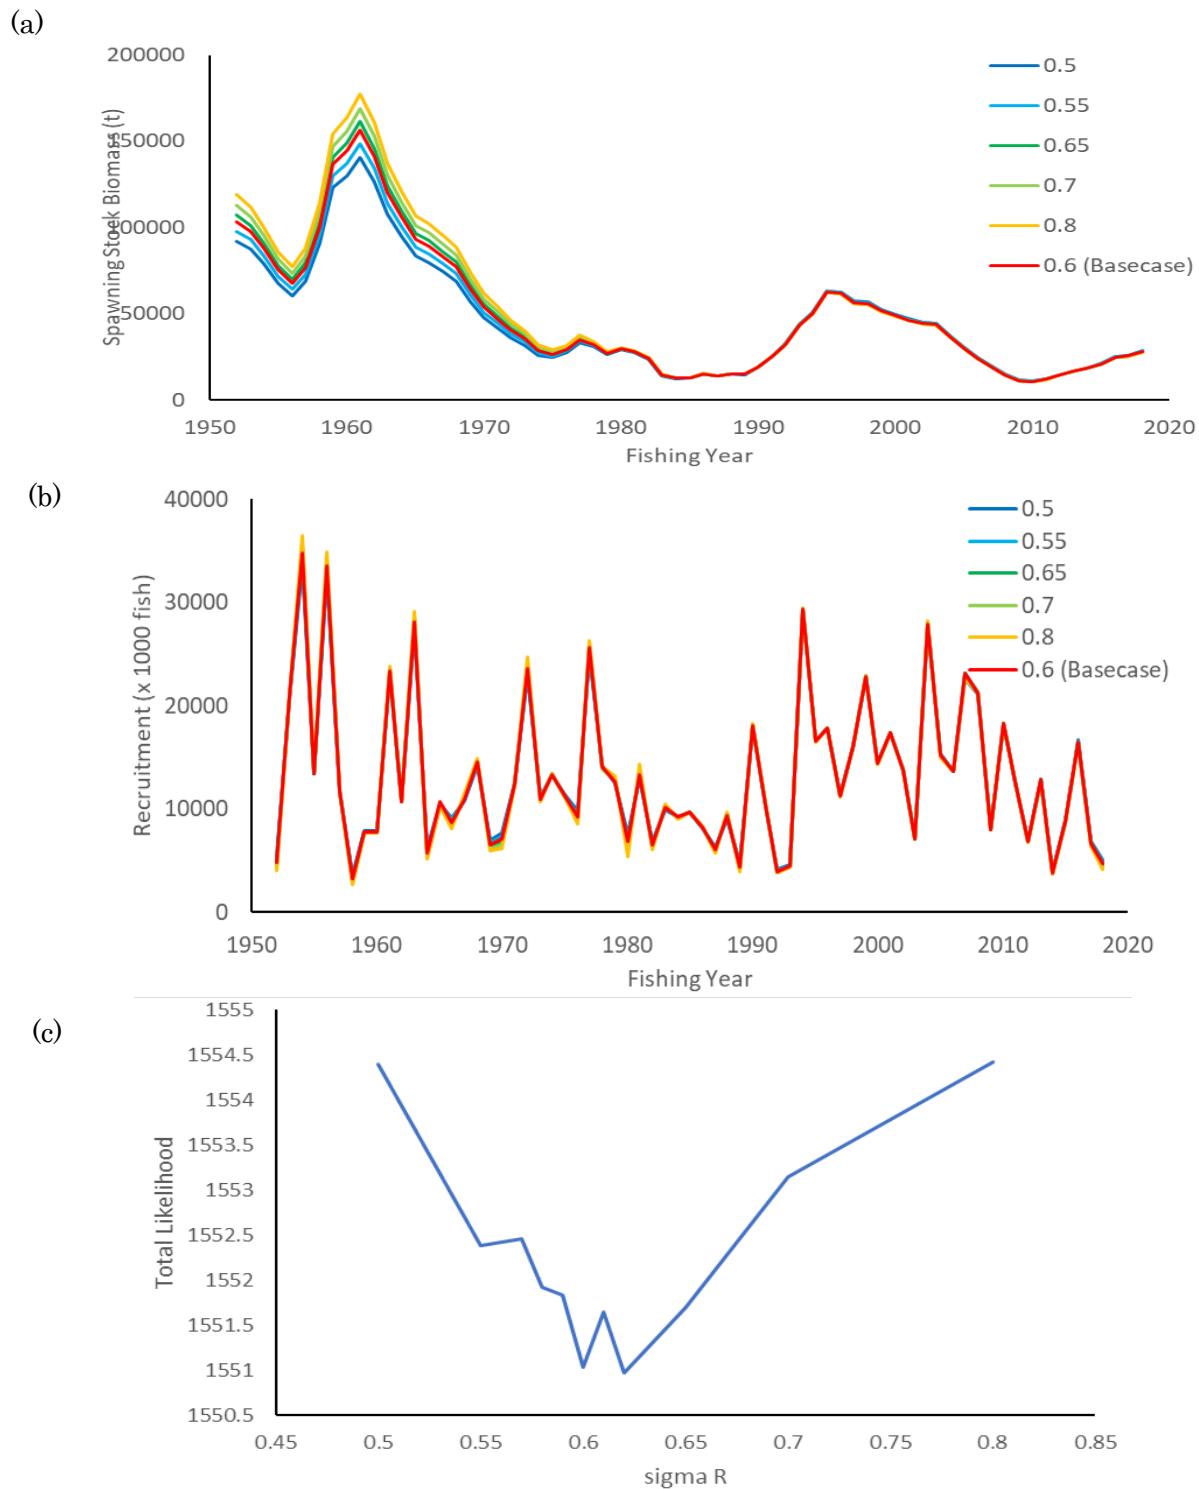 (a)
200000
150000
100000
50000
0
Spawning Stock Biomass (t)
0.5
0.55
0.65
0.7
0.8
0.6 (Basecase)
1950 1960 1970 1980 1990 2000 2010 2020
Fishing Year
(b)
40000
30000
20000
10000
0
Recruitment (x 1000 fish)
0.5
0.55
0.65
0.7
0.8
0.6 (Basecase)
1950 1960 1970 1980 1990 2000 2010 2020
Fishing Year
(c)
1555
1554.5
1554
1553.5
1553
1552.5
1552
1551.5
1551
1550.5
Total Likelihood
0.45 0.5 0.55 0.6 0.65 0.7 0.75 0.8 0.85
sigma R